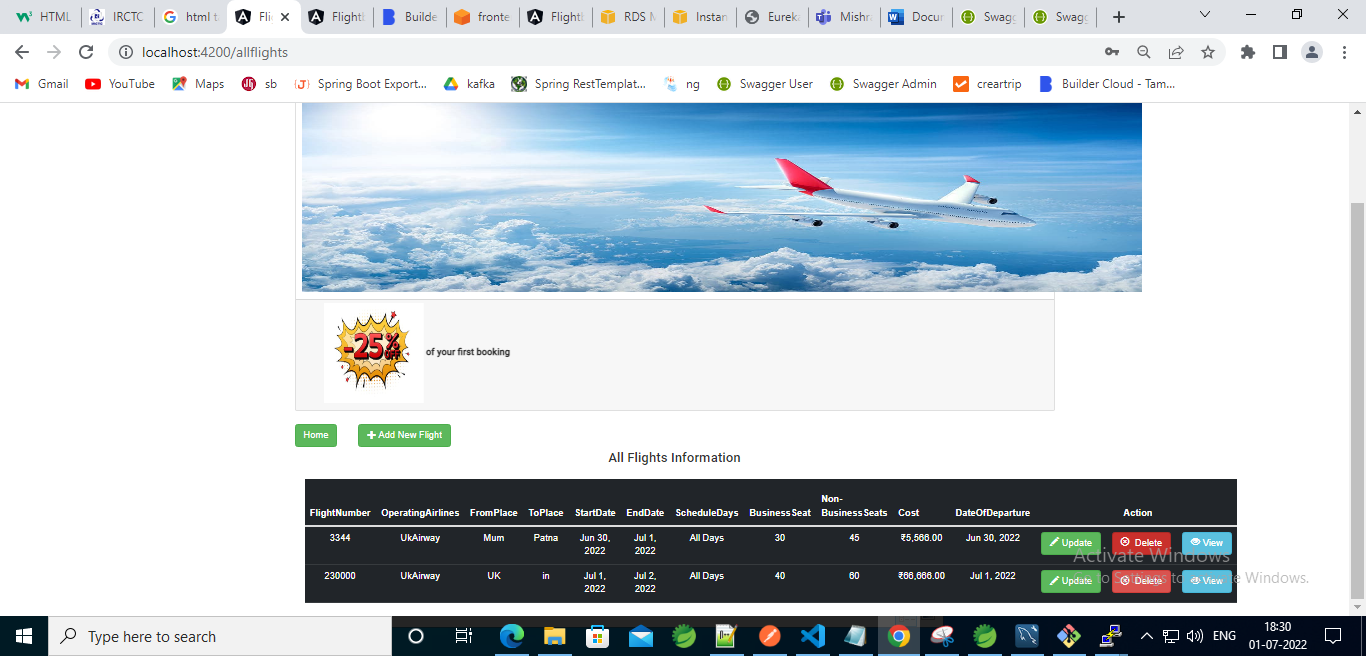 HTML
IRCTC
html t
Fli
Flight
Builde
fronte
Flight
RDS M
Instan
Eurek
Mishr
Docur
Swagg
Swagg
localhost:4200/allflights
Gmail
YouTube
Maps
sb
Spring Boot Export...
kafka
Spring RestTemplat...
ng
Swagger User
Swagger Admin
creartrip
Builder Cloud - Tam...
-25% OFF
of your first booking
Home
Add New Flight
All Flights Information
FlightNumber OperatingAirlines FromPlace ToPlace StartDate EndDate ScheduleDays Business Seat Non-Business Seats Cost DateOfDeparture Action
3344 UkAirway Mum Patna Jun 30, 2022 Jul 1, 2022 All Days 30 45 ₹5,566.00 Jun 30, 2022 Update Delete View
230000 UkAirway UK in Jul 1, 2022 Jul 2, 2022 All Days 40 60 ₹66,666.00 Jul 1, 2022 Update Delete View
Activate Windows
Windows.
Type here to search
ENG
18:30
01-07-2022